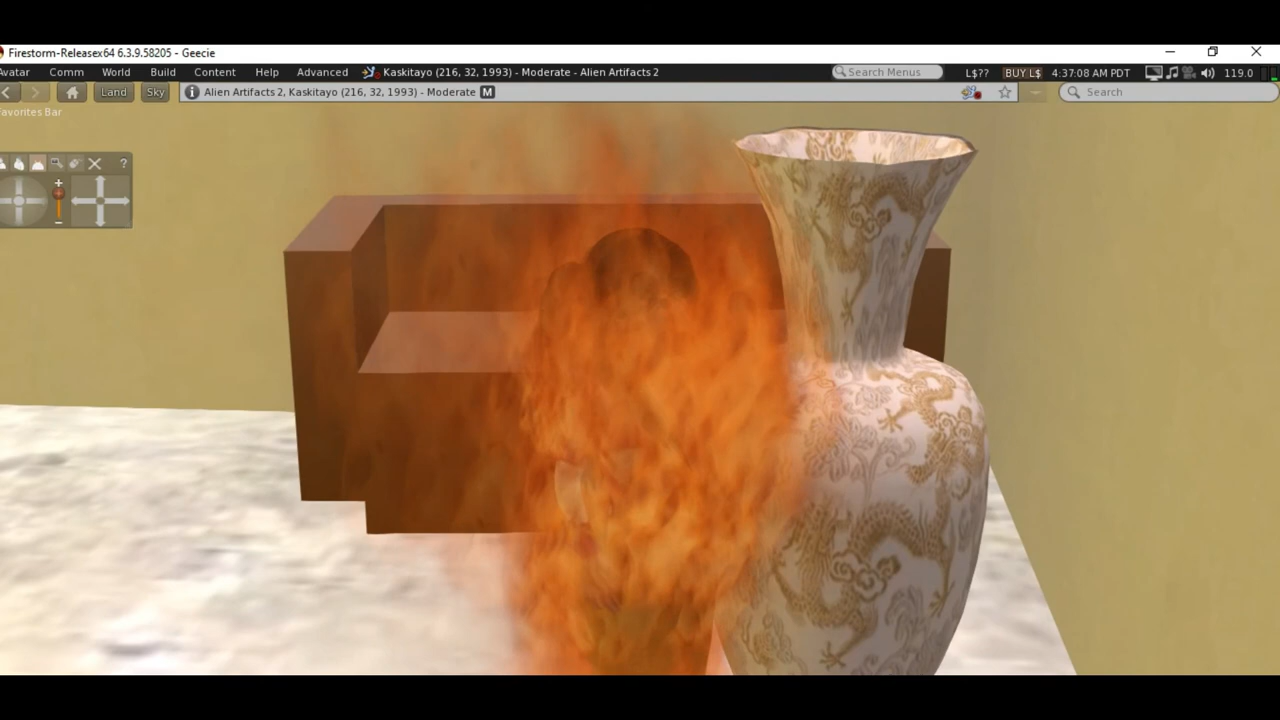 Firestorm-Releasex64 6.3.9.58205 - Geecie
Avatar Comm World Build Content Help Advanced Kaskitayo (216, 32, 1993) - Moderate - Alien Artifacts 2 Search Menus L$?? BUY L$ 4:37:08 AM PDT 119.0
Land Sky Alien Artifacts 2, Kaskitayo (216, 32, 1993) - Moderate M Search
Favorites Bar
?